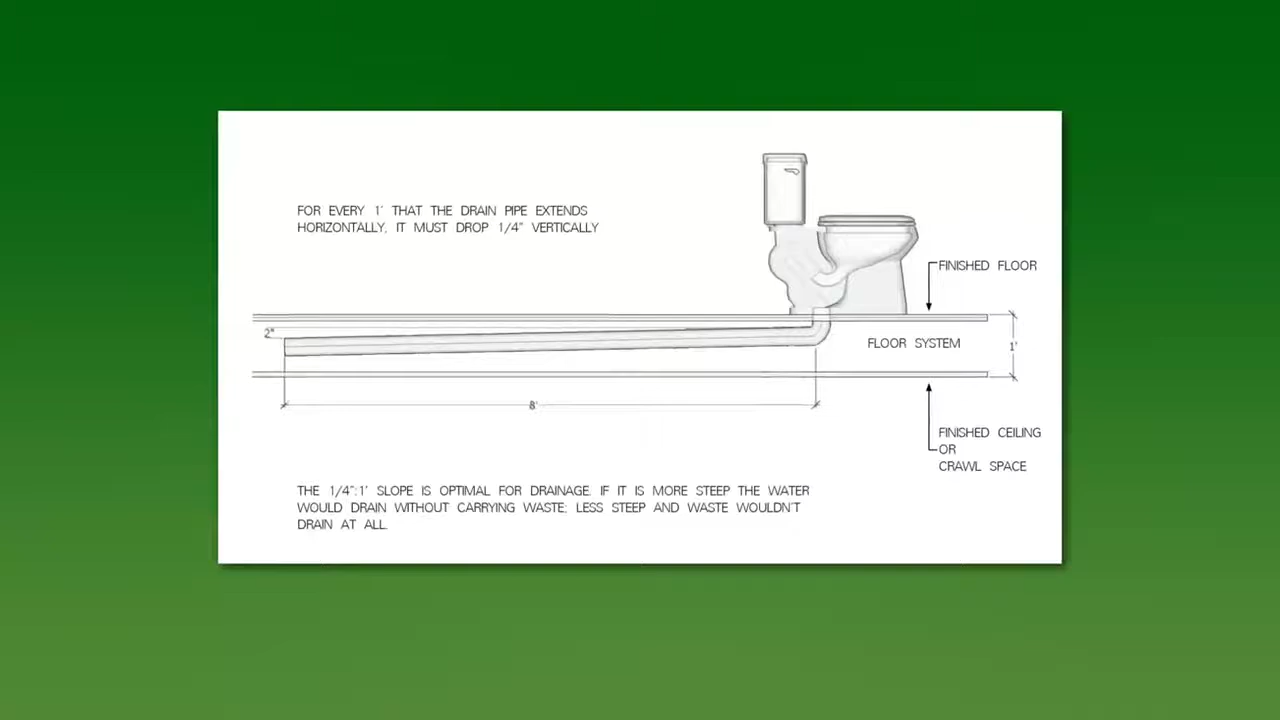 FOR EVERY 1' THAT THE DRAIN PIPE EXTENDS
HORIZONTALLY, IT MUST DROP 1/4" VERTICALLY
FINISHED FLOOR
2"
FLOOR SYSTEM
1'
8'
FINISHED CEILING
OR
CRAWL SPACE
THE 1/4":1' SLOPE IS OPTIMAL FOR DRAINAGE. IF IT IS MORE STEEP THE WATER
WOULD DRAIN WITHOUT CARRYING WASTE; LESS STEEP AND WASTE WOULDN'T
DRAIN AT ALL.